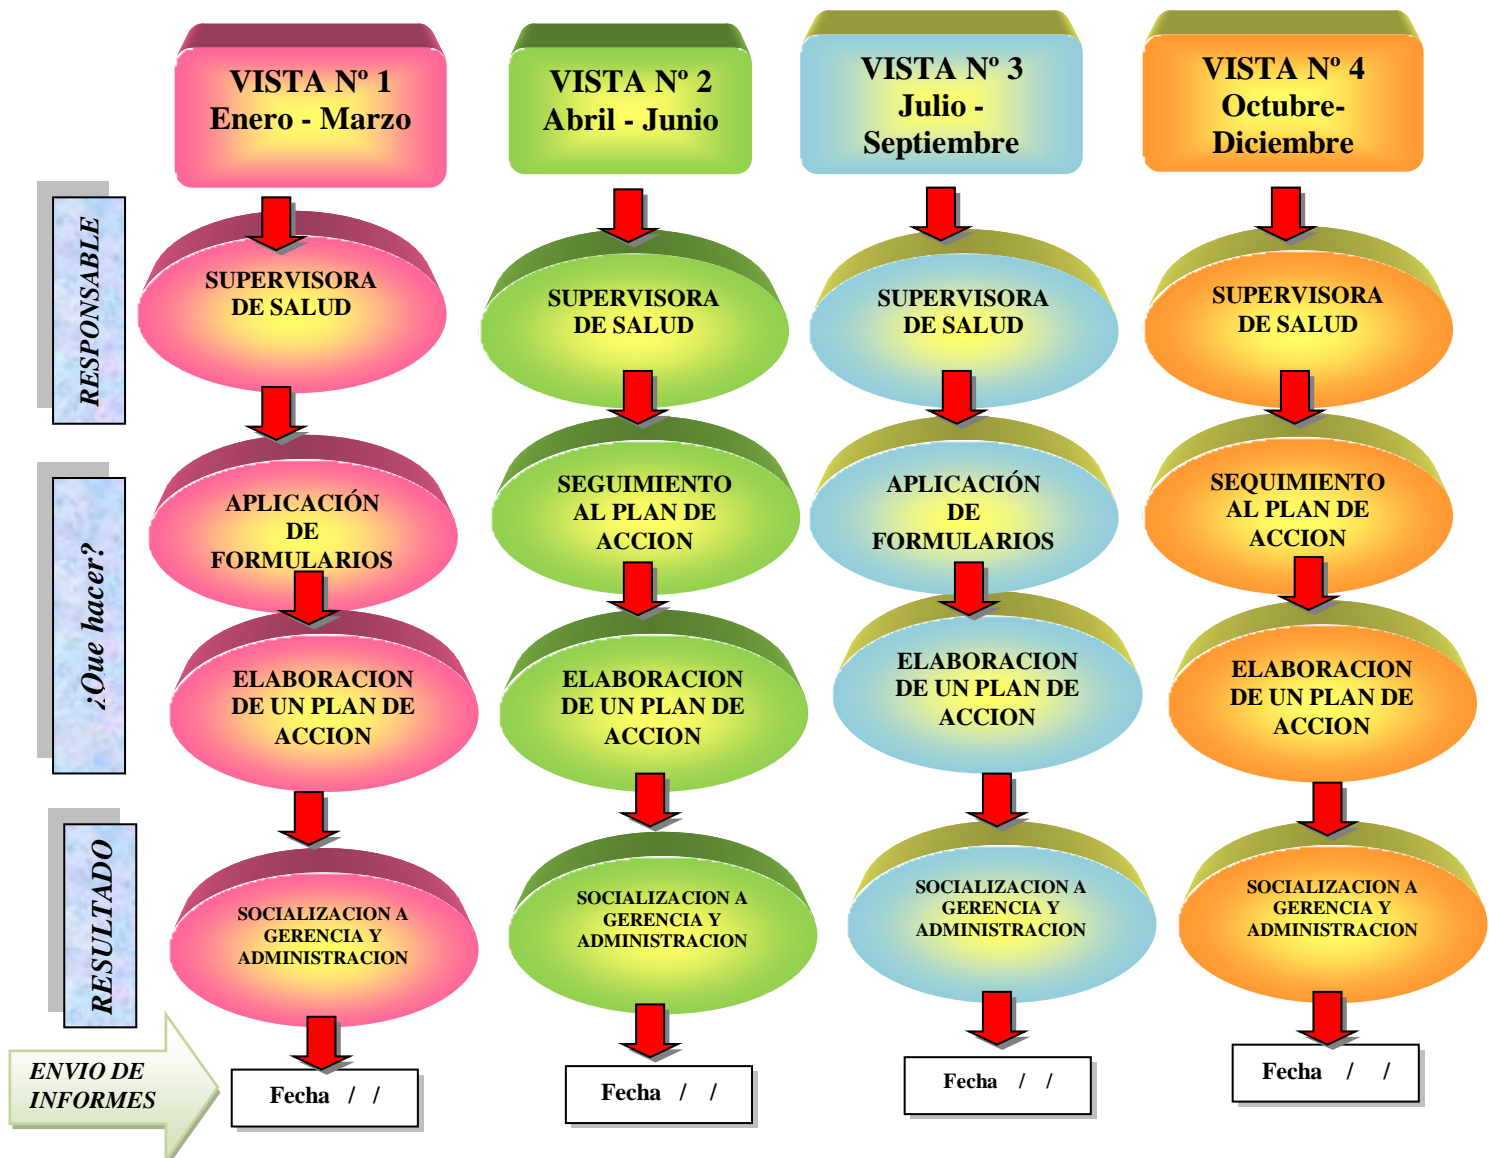 VISTA Nº 1
Enero - Marzo
VISTA Nº 2
Abril - Junio
VISTA Nº 3
Julio -
Septiembre
VISTA Nº 4
Octubre-
Diciembre
RESPONSABLE
SUPERVISORA
DE SALUD
SUPERVISORA
DE SALUD
SUPERVISORA
DE SALUD
SUPERVISORA
DE SALUD
¿Que hacer?
APLICACIÓN
DE
FORMULARIOS
SEGUIMIENTO
AL PLAN DE
ACCION
APLICACIÓN
DE
FORMULARIOS
SEQUIMIENTO
AL PLAN DE
ACCION
ELABORACION
DE UN PLAN DE
ACCION
ELABORACION
DE UN PLAN DE
ACCION
ELABORACION
DE UN PLAN DE
ACCION
ELABORACION
DE UN PLAN DE
ACCION
RESULTADO
SOCIALIZACION A
GERENCIA Y
ADMINISTRACION
SOCIALIZACION A
GERENCIA Y
ADMINISTRACION
SOCIALIZACION A
GERENCIA Y
ADMINISTRACION
SOCIALIZACION A
GERENCIA Y
ADMINISTRACION
ENVIO DE
INFORMES
Fecha / /
Fecha / /
Fecha / /
Fecha / /